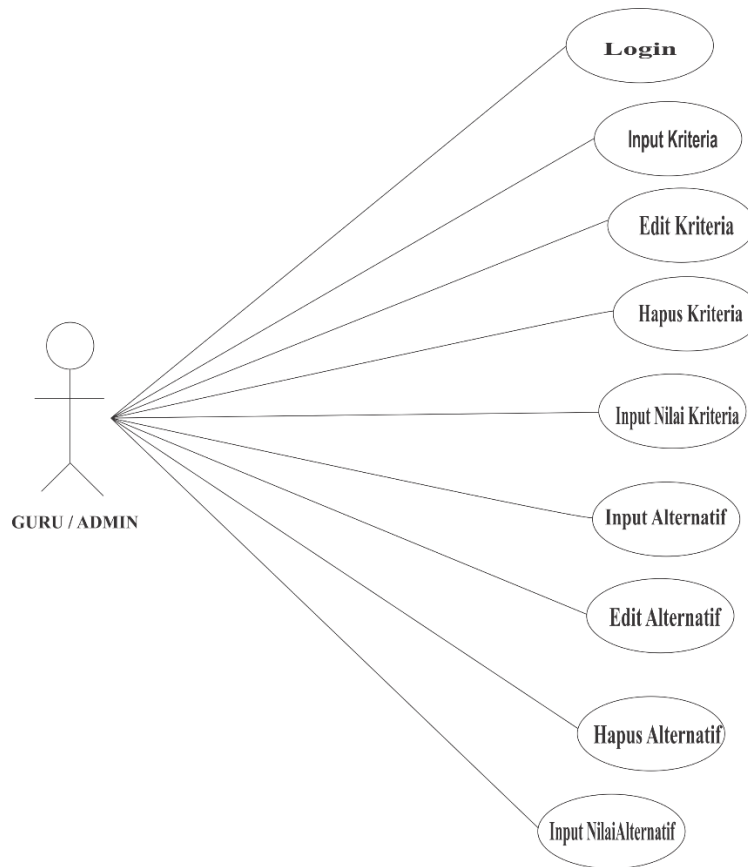 Login
Input Kriteria
Edit Kriteria
Hapus Kriteria
Input Nilai Kriteria
Input Alternatif
GURU / ADMIN
Edit Alternatif
Hapus Alternatif
Input NilaiAlternatif